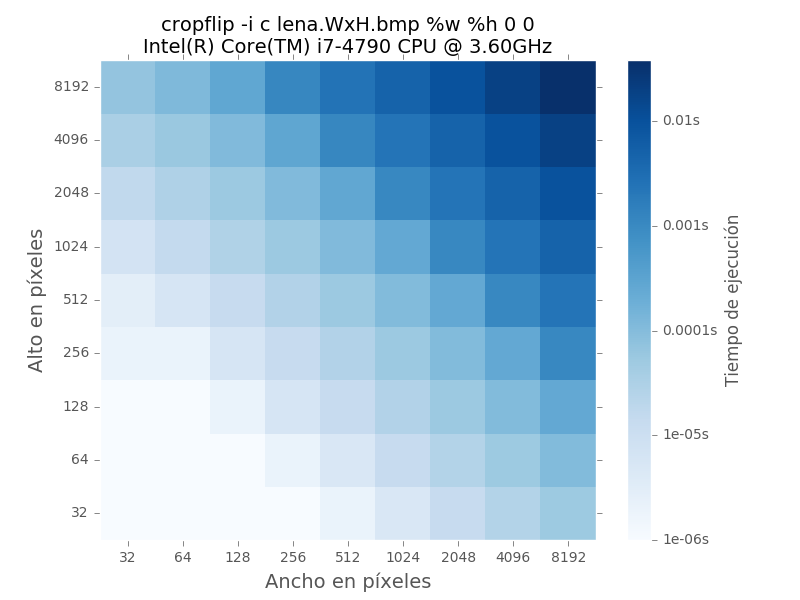 cropflip -i c lena.WxH.bmp %w %h 0 0
Intel(R) Core(TM) i7-4790 CPU @ 3.60GHz
8192
4096
2048
1024
512
256
128
64
32
Alto en píxeles
32 64 128 256 512 1024 2048 4096 8192
Ancho en píxeles
0.01s
0.001s
0.0001s
1e-05s
1e-06s
Tiempo de ejecución